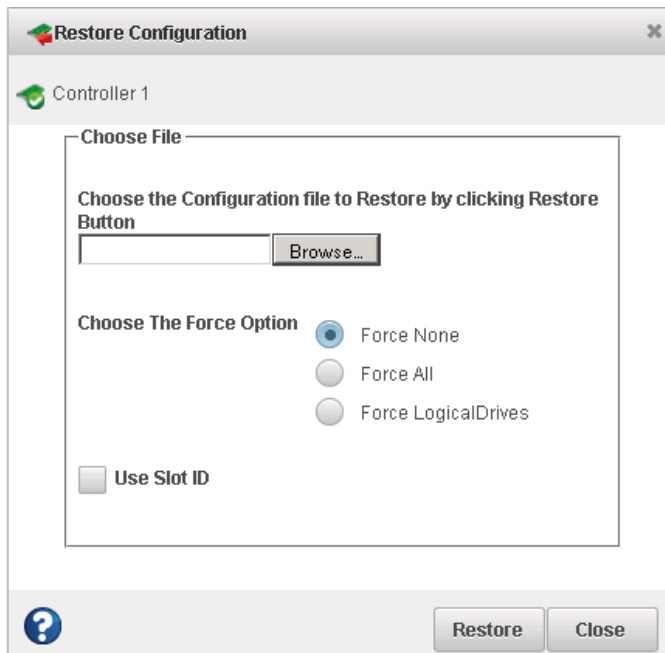 Restore Configuration
Controller 1
Choose File
Choose the Configuration file to Restore by clicking Restore
Button
Browse...
Choose The Force Option
Force None
Force All
Force LogicalDrives
Use Slot ID
?
Restore
Close